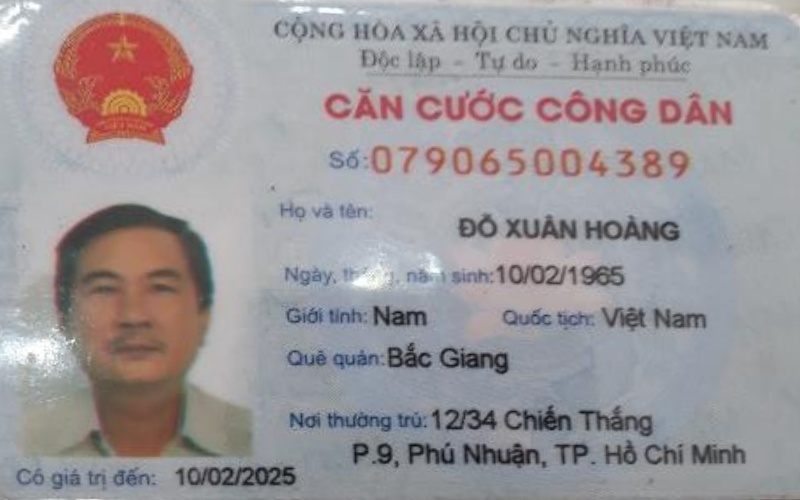 CỘNG HÒA XÃ HỘI CHỦ NGHĨA VIỆT NAM
Độc lập - Tự do - Hạnh phúc
CĂN CƯỚC CÔNG DÂN
Số: 079065004389
Họ và tên:
ĐỖ XUÂN HOÀNG
Ngày, tháng, năm sinh: 10/02/1965
Giới tính: Nam Quốc tịch: Việt Nam
Quê quán: Bắc Giang
Nơi thường trú: 12/34 Chiến Thắng
P.9, Phú Nhuận, TP. Hồ Chí Minh
Có giá trị đến: 10/02/2025